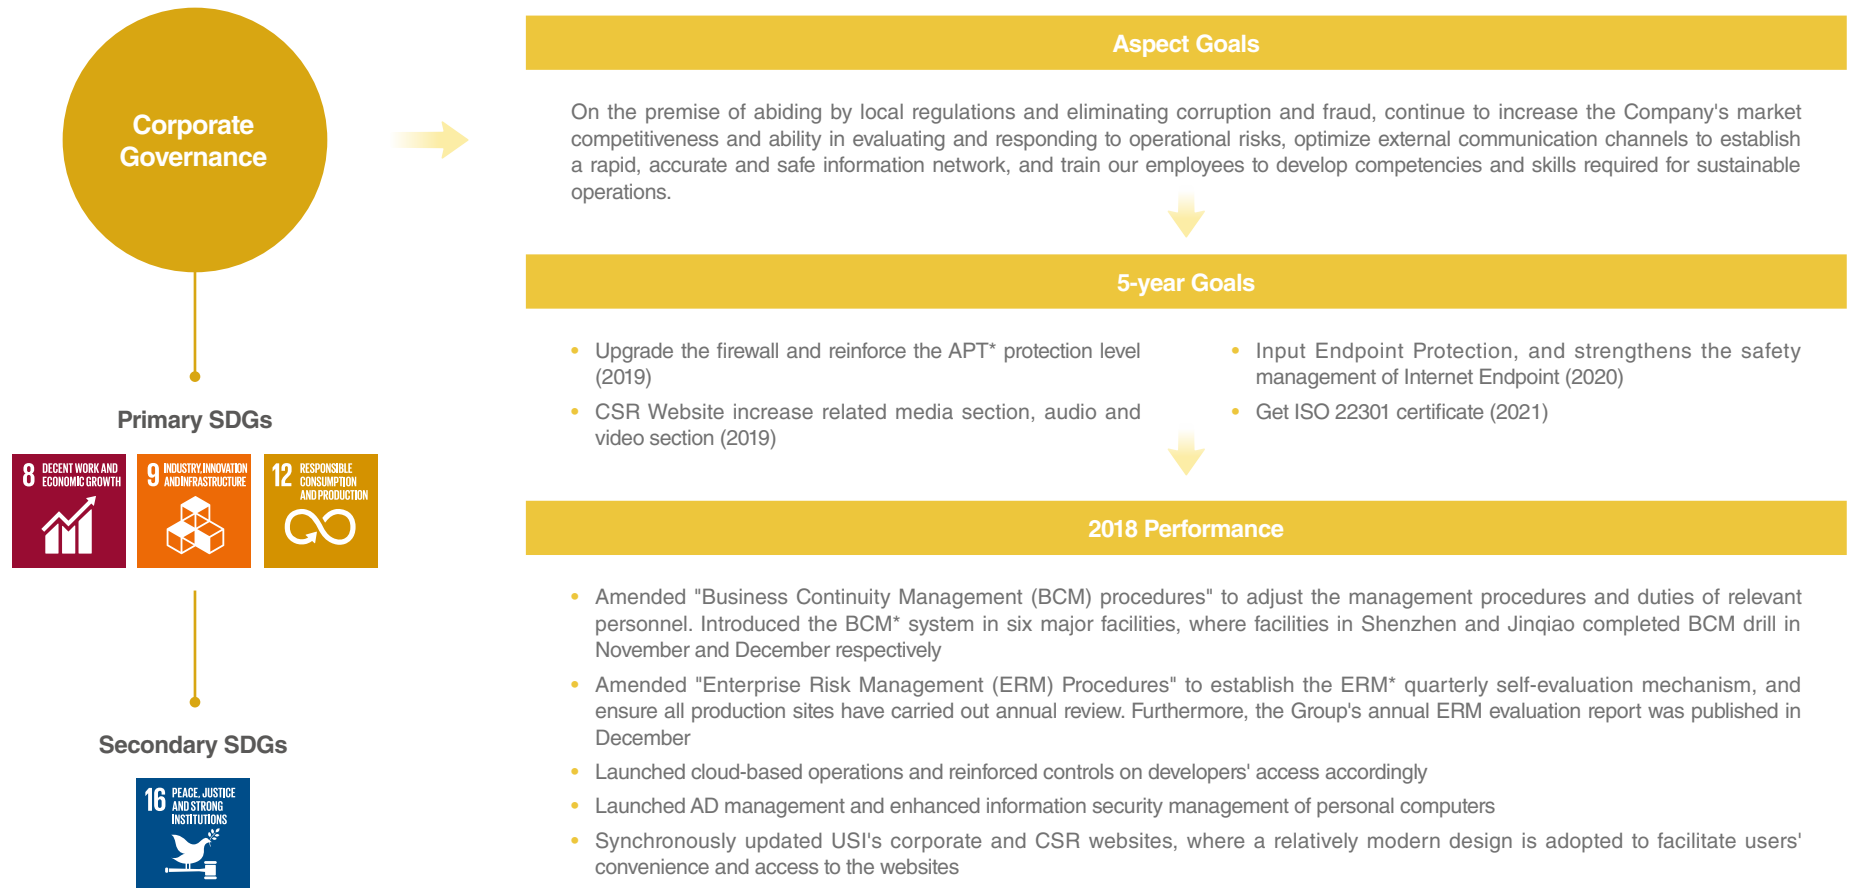 Corporate
Governance
Primary SDGs
8 DECENT WORK AND
ECONOMIC GROWTH
9 INDUSTRY, INNOVATION
AND INFRASTRUCTURE
12 RESPONSIBLE
CONSUMPTION
AND PRODUCTION
Secondary SDGs
16 PEACE, JUSTICE
AND STRONG
INSTITUTIONS
Aspect Goals
On the premise of abiding by local regulations and eliminating corruption and fraud, continue to increase the Company's market
competitiveness and ability in evaluating and responding to operational risks, optimize external communication channels to establish
a rapid, accurate and safe information network, and train our employees to develop competencies and skills required for sustainable
operations.
5-year Goals
• Upgrade the firewall and reinforce the APT* protection level
(2019)
• CSR Website increase related media section, audio and
video section (2019)
• Input Endpoint Protection, and strengthens the safety
management of Internet Endpoint (2020)
• Get ISO 22301 certificate (2021)
2018 Performance
• Amended "Business Continuity Management (BCM) procedures" to adjust the management procedures and duties of relevant
personnel. Introduced the BCM* system in six major facilities, where facilities in Shenzhen and Jinqiao completed BCM drill in
November and December respectively
• Amended "Enterprise Risk Management (ERM) Procedures" to establish the ERM* quarterly self-evaluation mechanism, and
ensure all production sites have carried out annual review. Furthermore, the Group's annual ERM evaluation report was published in
December
• Launched cloud-based operations and reinforced controls on developers' access accordingly
• Launched AD management and enhanced information security management of personal computers
• Synchronously updated USI's corporate and CSR websites, where a relatively modern design is adopted to facilitate users'
convenience and access to the websites